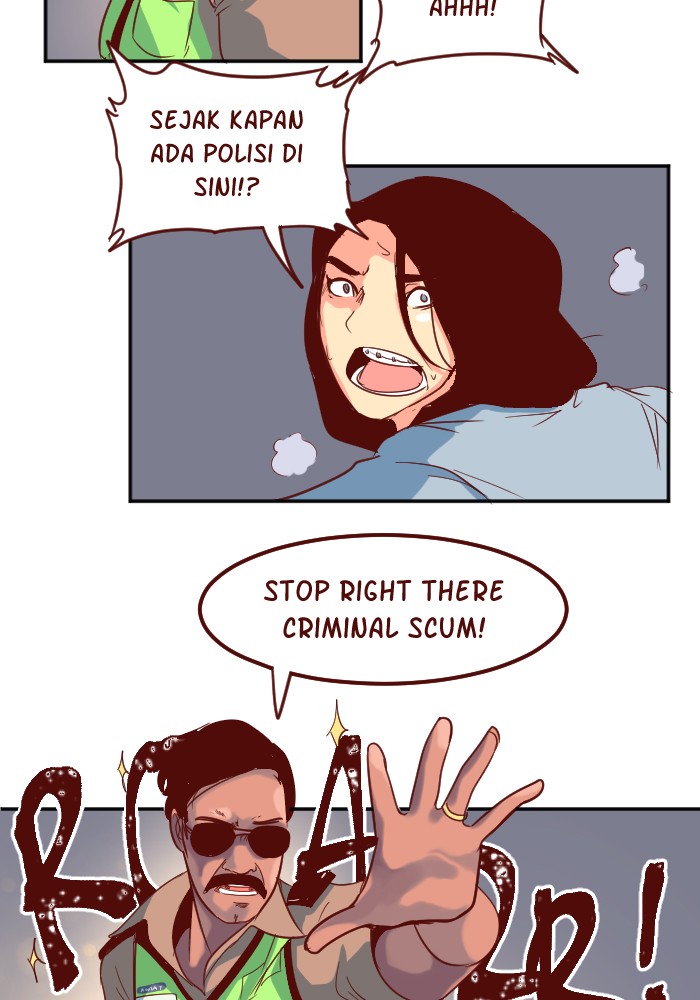 AHHH!
SEJAK KAPAN
ADA POLISI DI
SINI!?
STOP RIGHT THERE
CRIMINAL SCUM!